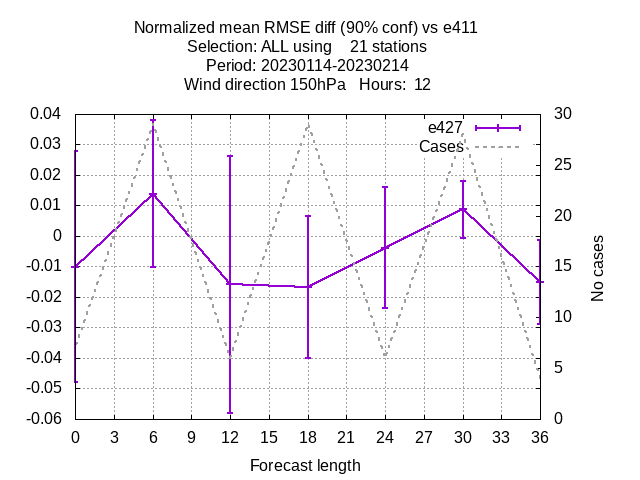 Normalized mean RMSE diff (90% conf) vs e411
Selection: ALL using    21 stations
Period: 20230114-20230214
Wind direction 150hPa   Hours:  12
0.04
0.03
0.02
0.01
0
-0.01
-0.02
-0.03
-0.04
-0.05
-0.06
30
25
20
15
10
5
0
e427
Cases
No cases
0 3 6 9 12 15 18 21 24 27 30 33 36
Forecast length